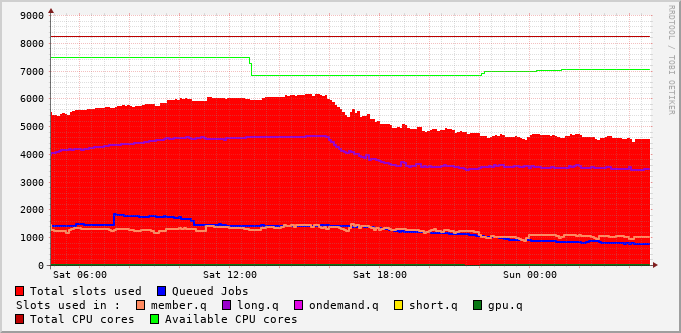 9000
8000
7000
6000
5000
4000
3000
2000
1000
0
Sat 06:00 Sat 12:00 Sat 18:00 Sun 00:00
Total slots used Queued Jobs
Slots used in : member.q long.q ondemand.q short.q gpu.q
Total CPU cores Available CPU cores
RRDTOOL / TOBI OETIKER